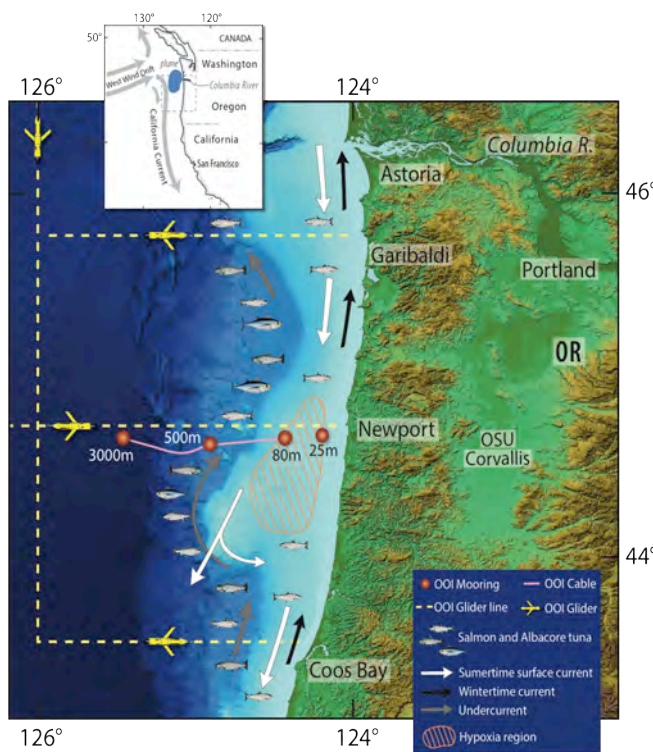 130° 120°
50°
CANADA
plume
Washington
West Wind Drift
Columbia River
Oregon
California Current
California
San Francisco
126° 124°
Columbia R.
Astoria
46°
Garibaldi
Portland
OR
Newport
500m
3000m
80m
25m
OSU
Corvallis
44°
Coos Bay
OOI Mooring OOI Cable
OOI Glider line OOI Glider
Salmon and Albacore tuna
Sumertime surface current
Wintertime current
Undercurrent
Hypoxia region
126° 124°